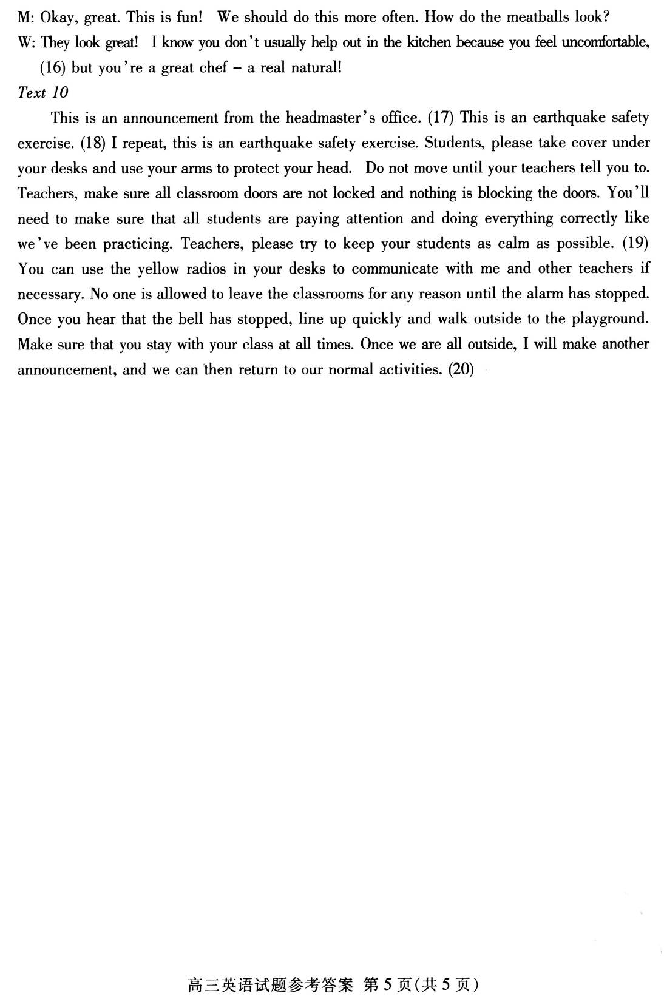 M: Okay, great. This is fun! We should do this more often. How do the meatballs look?
W: They look great! I know you don't usually help out in the kitchen because you feel uncomfortable,
(16) but you're a great chef – a real natural!
Text 10
This is an announcement from the headmaster's office. (17) This is an earthquake safety
exercise. (18) I repeat, this is an earthquake safety exercise. Students, please take cover under
your desks and use your arms to protect your head. Do not move until your teachers tell you to.
Teachers, make sure all classroom doors are not locked and nothing is blocking the doors. You'll
need to make sure that all students are paying attention and doing everything correctly like
we've been practicing. Teachers, please try to keep your students as calm as possible. (19)
You can use the yellow radios in your desks to communicate with me and other teachers if
necessary. No one is allowed to leave the classrooms for any reason until the alarm has stopped.
Once you hear that the bell has stopped, line up quickly and walk outside to the playground.
Make sure that you stay with your class at all times. Once we are all outside, I will make another
announcement, and we can then return to our normal activities. (20)
高三英语试题参考答案 第 5 页(共 5 页)